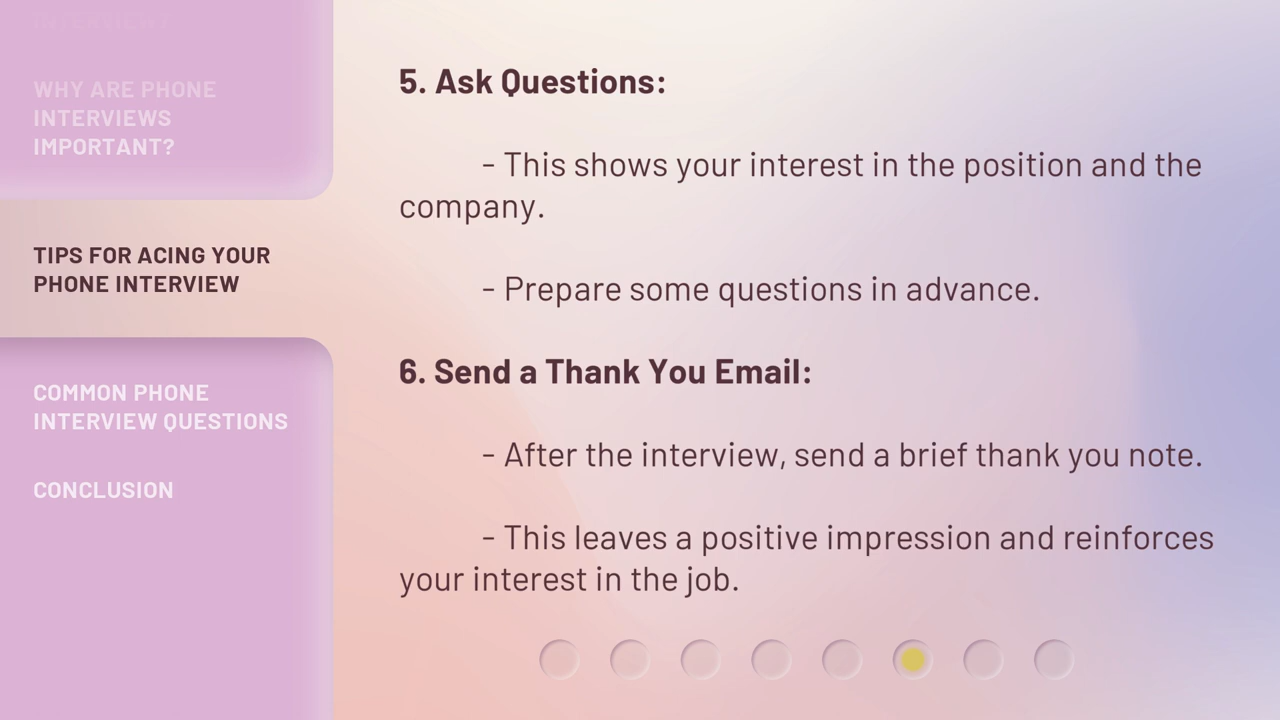 WHY ARE PHONE
INTERVIEWS
IMPORTANT?
TIPS FOR ACING YOUR
PHONE INTERVIEW
COMMON PHONE
INTERVIEW QUESTIONS
CONCLUSION
5. Ask Questions:
- This shows your interest in the position and the
company.
- Prepare some questions in advance.
6. Send a Thank You Email:
- After the interview, send a brief thank you note.
- This leaves a positive impression and reinforces
your interest in the job.